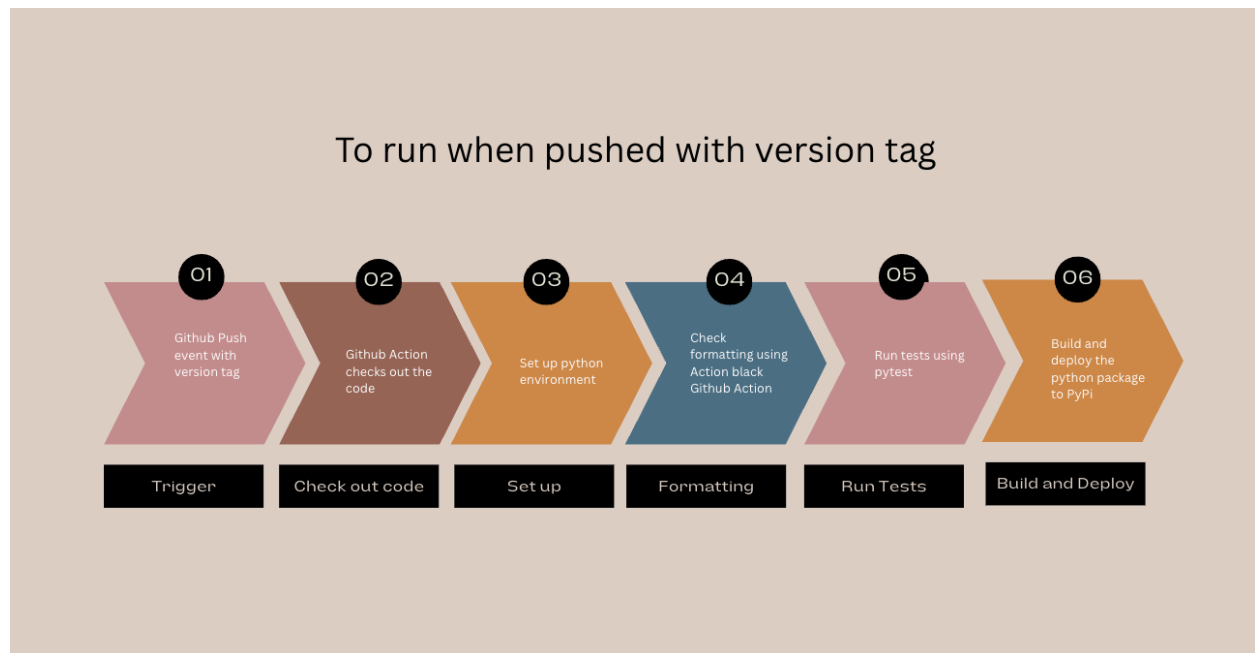 To run when pushed with version tag
01
Github Push
event with
version tag
Trigger
02
Github Action
checks out the
code
Check out code
03
Set up python
environment
Set up
04
Check
formatting using
Action black
Github Action
Formatting
05
Run tests using
pytest
Run Tests
06
Build and
deploy the
python package
to PyPi
Build and Deploy